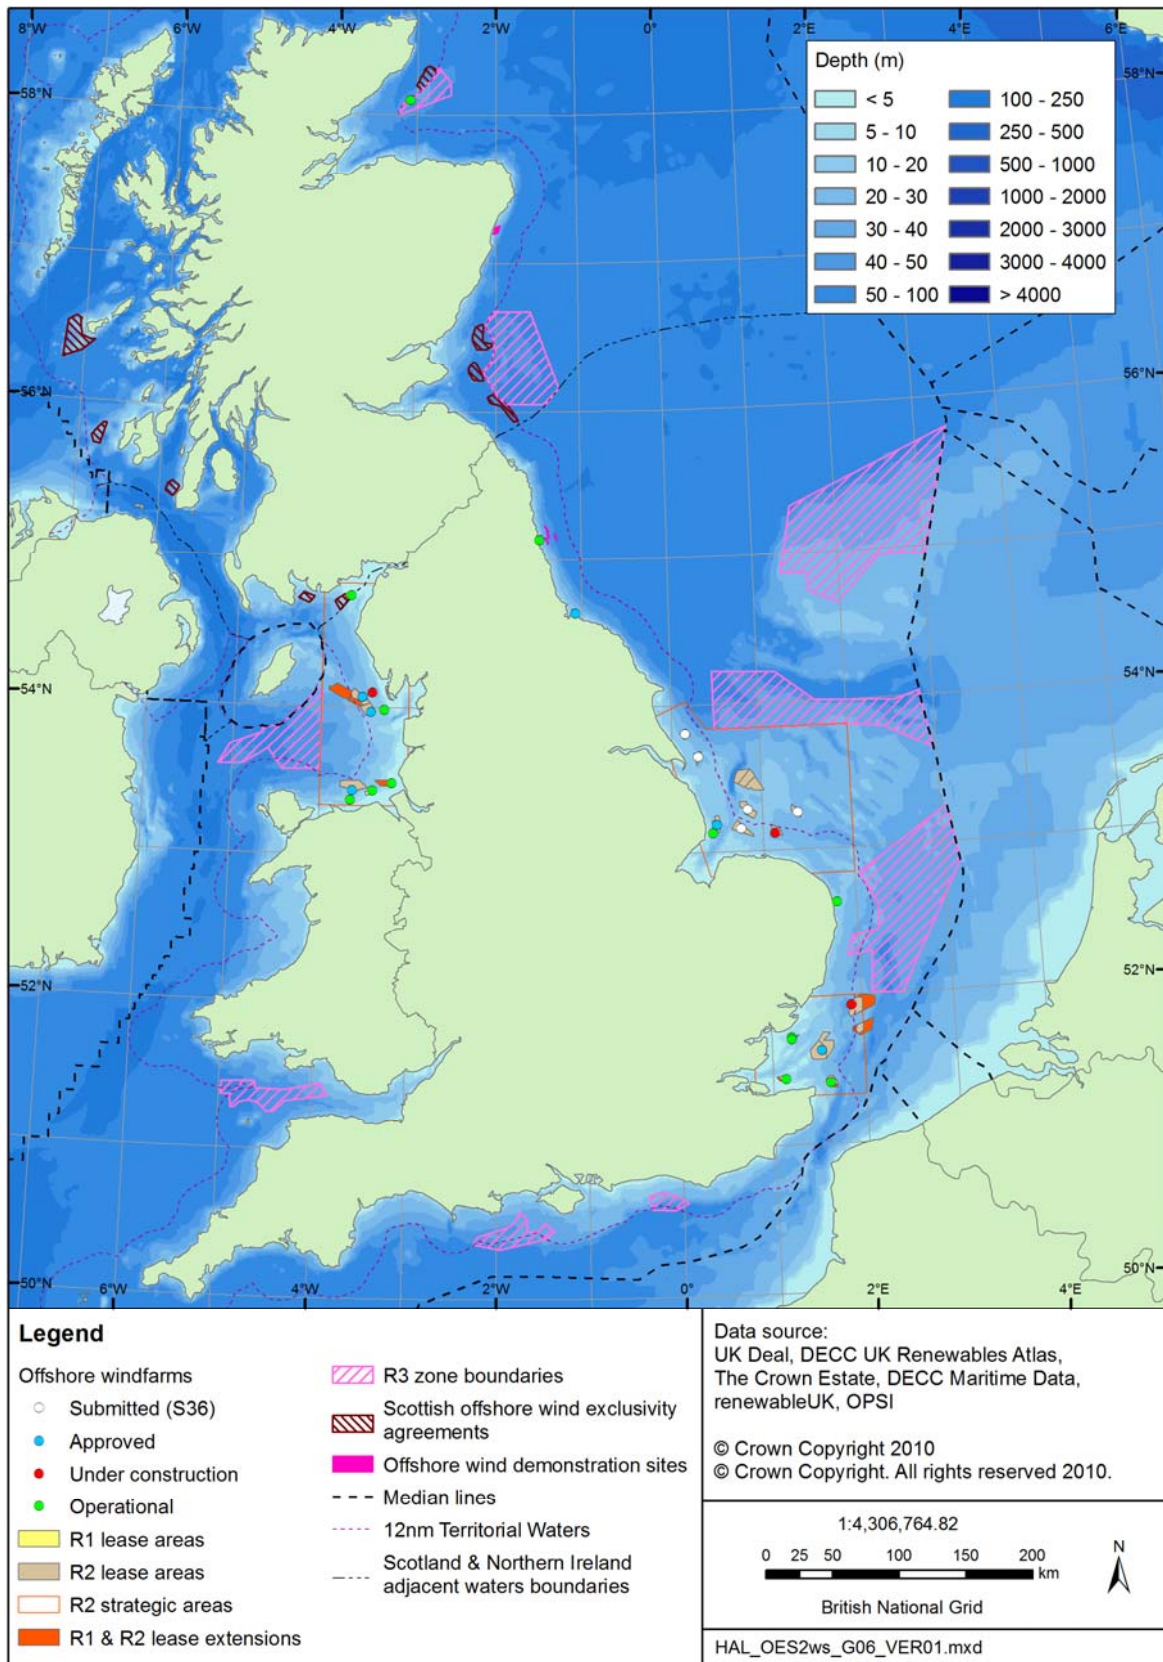 8°W 6°W 4°W 2°W 0° 2°E 4°E 6°E
58°N 58°N
Depth (m)
< 5 100 - 250
5 - 10 250 - 500
10 - 20 500 - 1000
20 - 30 1000 - 2000
30 - 40 2000 - 3000
40 - 50 3000 - 4000
50 - 100 > 4000
56°N 56°N
54°N 54°N
52°N 52°N
50°N 50°N
6°W 4°W 2°W 0° 2°E 4°E
Legend
Offshore windfarms
Submitted (S36)
Approved
Under construction
Operational
R1 lease areas
R2 lease areas
R2 strategic areas
R1 & R2 lease extensions
R3 zone boundaries
Scottish offshore wind exclusivity
agreements
Offshore wind demonstration sites
Median lines
12nm Territorial Waters
Scotland & Northern Ireland
adjacent waters boundaries
Data source:
UK Deal, DECC UK Renewables Atlas,
The Crown Estate, DECC Maritime Data,
renewableUK, OPSI
© Crown Copyright 2010
© Crown Copyright. All rights reserved 2010.
1:4,306,764.82
0 25 50 100 150 200
km
N
British National Grid
HAL_OES2ws_G06_VER01.mxd